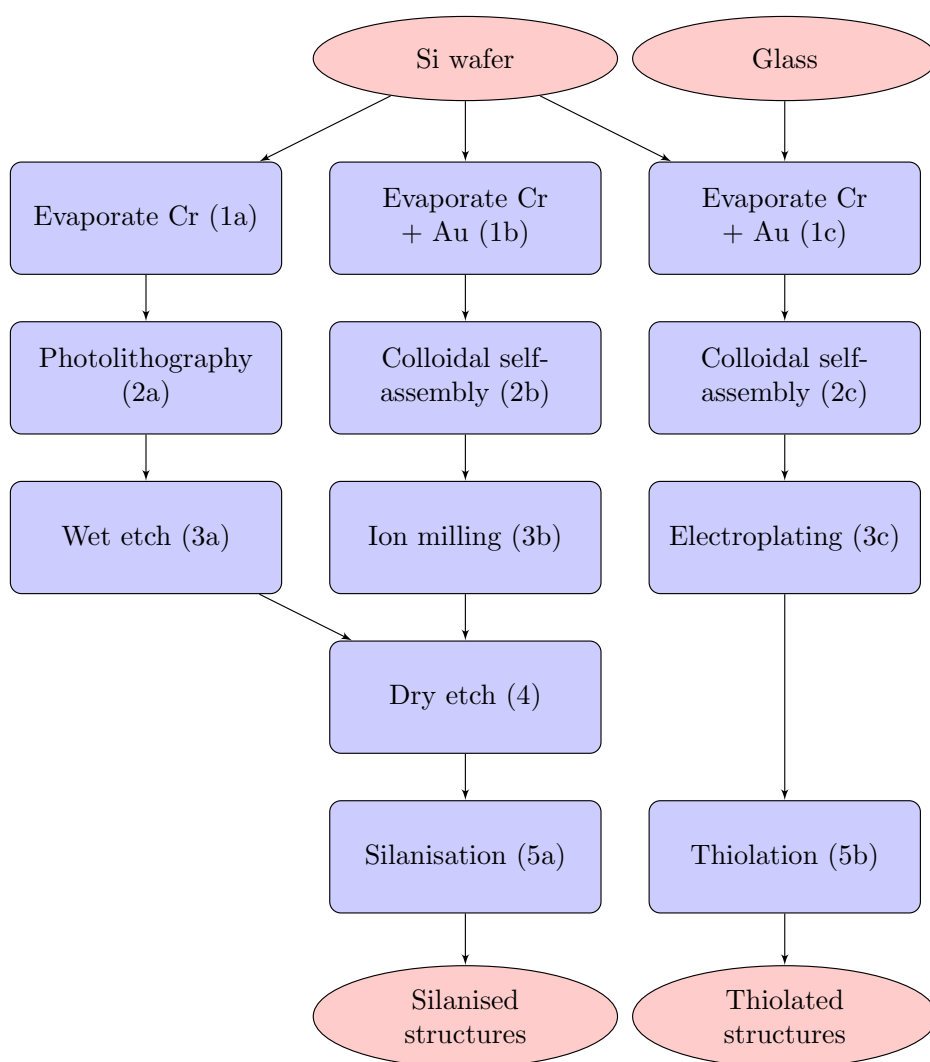 Si wafer
Glass
Evaporate Cr (1a)
Evaporate Cr
+ Au (1b)
Evaporate Cr
+ Au (1c)
Photolithography
(2a)
Colloidal self-
assembly (2b)
Colloidal self-
assembly (2c)
Wet etch (3a)
Ion milling (3b)
Electroplating (3c)
Dry etch (4)
Silanisation (5a)
Thiolation (5b)
Silanised
structures
Thiolated
structures